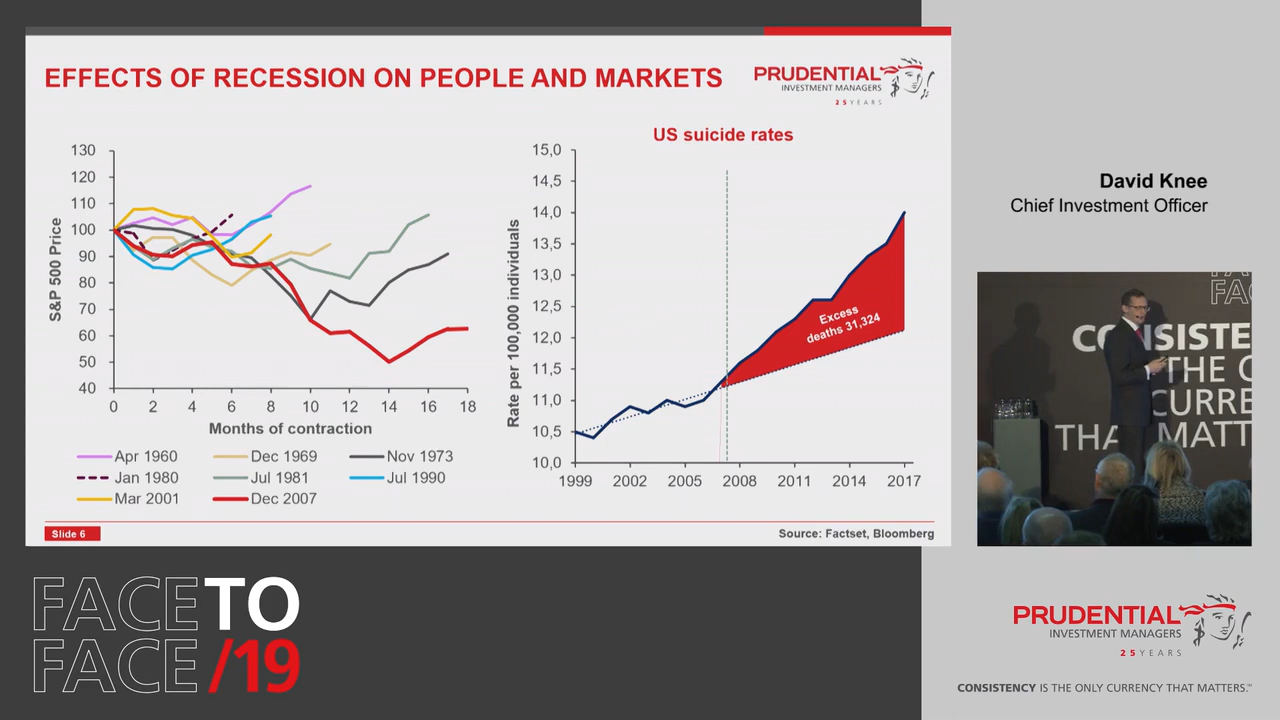 EFFECTS OF RECESSION ON PEOPLE AND MARKETS
PRUDENTIAL
INVESTMENT MANAGERS
25 YEARS
S&P 500 Price
130
120
110
100
90
80
70
60
50
40
0 2 4 6 8 10 12 14 16 18
Months of contraction
Apr 1960 Dec 1969 Nov 1973
Jan 1980 Jul 1981 Jul 1990
Mar 2001 Dec 2007
US suicide rates
Rate per 100,000 individuals
15,0
14,5
14,0
13,5
13,0
12,5
12,0
11,5
11,0
10,5
10,0
Excess
deaths 31,324
1999 2002 2005 2008 2011 2014 2017
Slide 6
Source: Factset, Bloomberg
David Knee
Chief Investment Officer
FACE
CONSISTE
THE C
CURRE
THA MATT
FACE TO
FACE /19
PRUDENTIAL
INVESTMENT MANAGERS
25 YEARS
CONSISTENCY IS THE ONLY CURRENCY THAT MATTERS.™